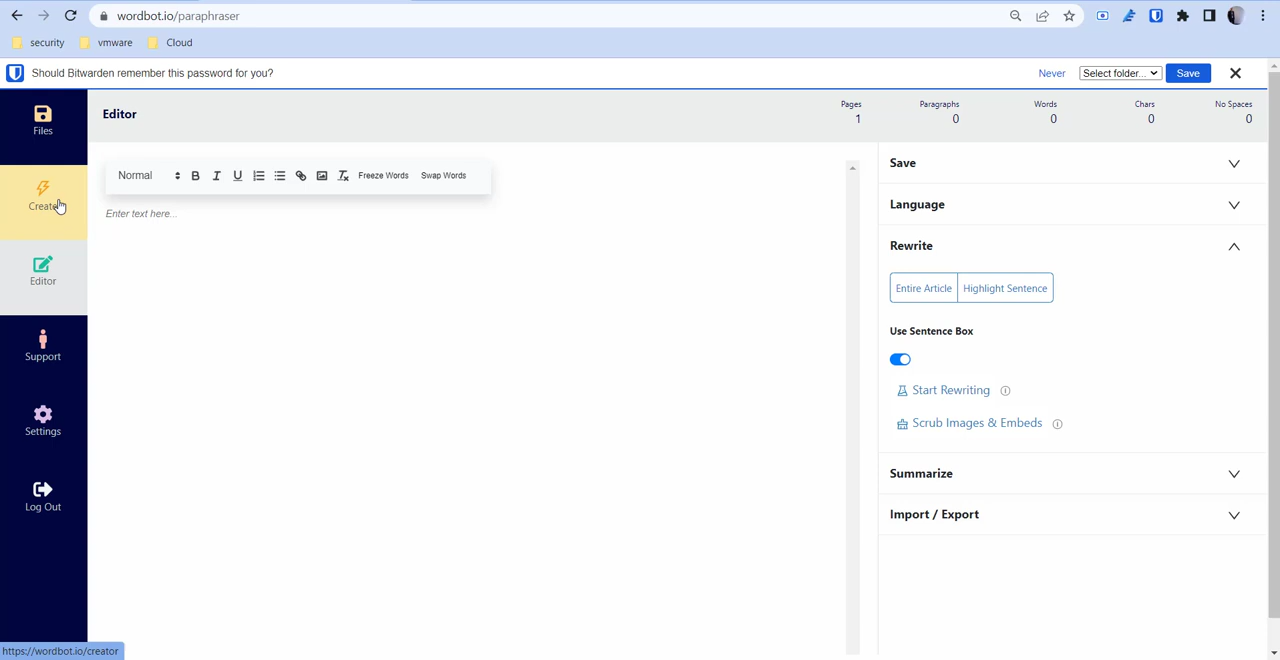 wordbot.io/paraphraser
security vmware Cloud
Should Bitwarden remember this password for you? Never Select folder... Save
Files
Create
Editor
Support
Settings
Log Out
Editor
Pages Paragraphs Words Chars No Spaces
1 0 0 0 0
Normal B I U Freeze Words Swap Words
Enter text here...
Save
Language
Rewrite
Entire Article Highlight Sentence
Use Sentence Box
Start Rewriting
Scrub Images & Embeds
Summarize
Import / Export
https://wordbot.io/creator